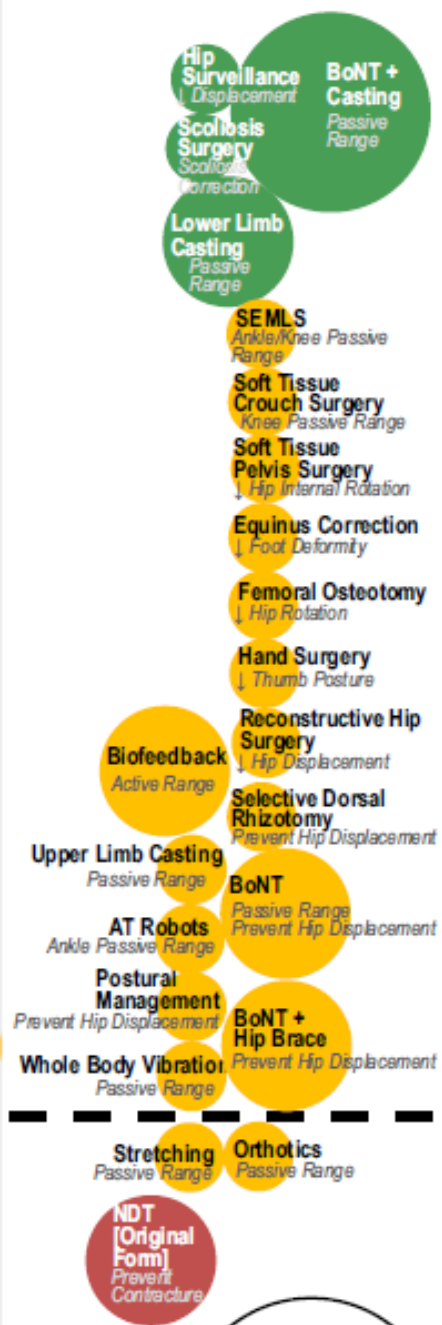 Hip
Surveillance
↓ Displacement
BoNT +
Casting
Passive
Range
Scoliosis
Surgery
Scoliosis
Correction
Lower Limb
Casting
Passive
Range
SEMLS
Ankle/Knee Passive
Range
Soft Tissue
Crouch Surgery
Knee Passive Range
Soft Tissue
Pelvis Surgery
↓ Hip Internal Rotation
Equinus Correction
↓ Foot Deformity
Femoral Osteotomy
↓ Hip Rotation
Hand Surgery
↓ Thumb Posture
Reconstructive Hip
Surgery
↓ Hip Displacement
Biofeedback
Active Range
Selective Dorsal
Rhizotomy
Prevent Hip Displacement
Upper Limb Casting
Passive Range
BoNT
Passive Range
Prevent Hip Displacement
AT Robots
Ankle Passive Range
Postural
Management
Prevent Hip Displacement
BoNT +
Hip Brace
Prevent Hip Displacement
Whole Body Vibration
Passive Range
Stretching
Passive Range
Orthotics
Passive Range
NDT
[Original
Form]
Prevent
Contracture